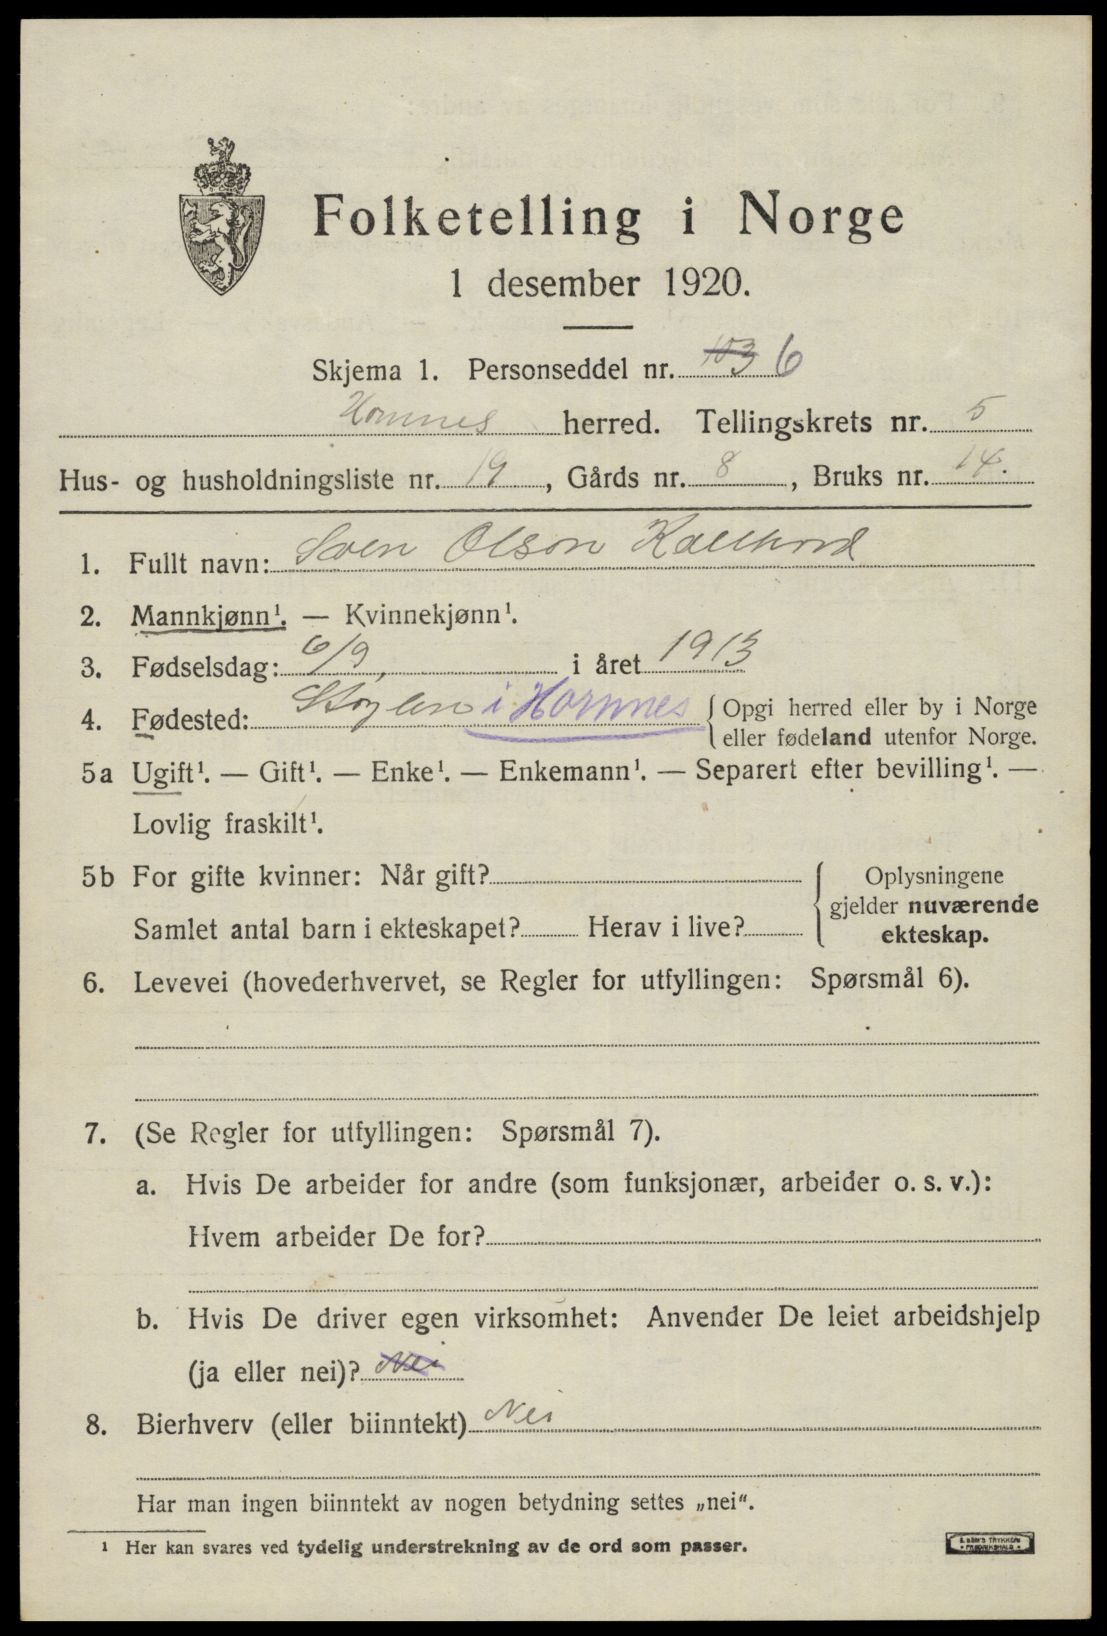 Folketelling i Norge
1 desember 1920.
Skjema 1. Personseddel nr. 103 6
Hornnes herred. Tellingskrets nr. 5
Hus- og husholdningsliste nr. 19, Gårds nr. 8, Bruks nr. 14.
1. Fullt navn: Sven Olson
2. Mannkjønn¹. — Kvinnekjønn¹.
3. Fødselsdag: 6/9, i året 1913
4. Fødested: Støylen i Hornnes
Opgi herred eller by i Norge
eller fødeland utenfor Norge.
5a Ugift¹. — Gift¹. — Enke¹. — Enkemann¹. — Separert efter bevilling¹. —
Lovlig fraskilt¹.
5b For gifte kvinner: Når gift?
Samlet antal barn i ekteskapet? Herav i live?
Oplysningene
gjelder nuværende
ekteskap.
6. Levevei (hovederhvervet, se Regler for utfyllingen: Spørsmål 6).
7. (Se Regler for utfyllingen: Spørsmål 7).
a. Hvis De arbeider for andre (som funksjonær, arbeider o. s. v.):
Hvem arbeider De for?
b. Hvis De driver egen virksomhet: Anvender De leiet arbeidshjelp
(ja eller nei)? Nei
8. Bierhverv (eller biinntekt) Nei
Har man ingen biinntekt av nogen betydning settes „nei".
¹ Her kan svares ved tydelig understrekning av de ord som passer.